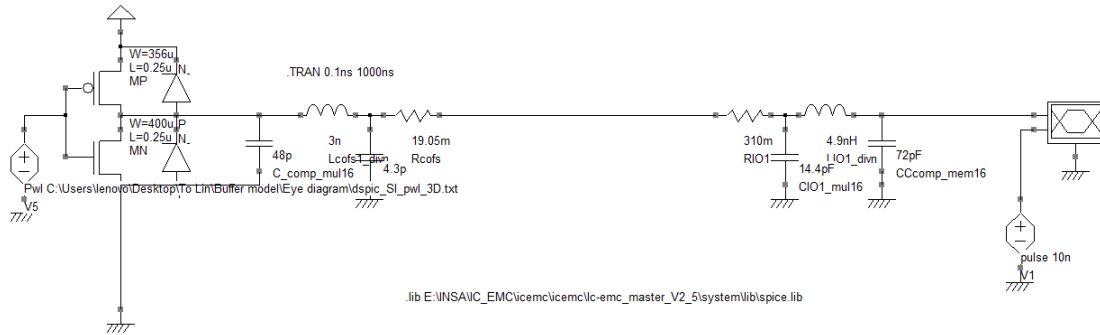 W=356u
L=0.25u
N_
MP
.TRAN 0.1ns 1000ns
W=400u
P
L=0.25u
N_
MN
48p
C_comp_mul16
3n
Lcofs1_divn
4.3p
19.05m
Rcofs
310m
RIO1
4.9nH
LIO1_divn
14.4pF
CIO1_mul16
72pF
CCcomp_mem16
Pwl C:\Users\lenovo\Desktop\To Lin\Buffer model\Eye diagram\dspic_SI_pwl_3D.txt
V5
pulse 10n
V1
.lib E:\INSA\IC_EMC\icemc\icemc\Ic-emc_master_V2_5\system\lib\spice.lib